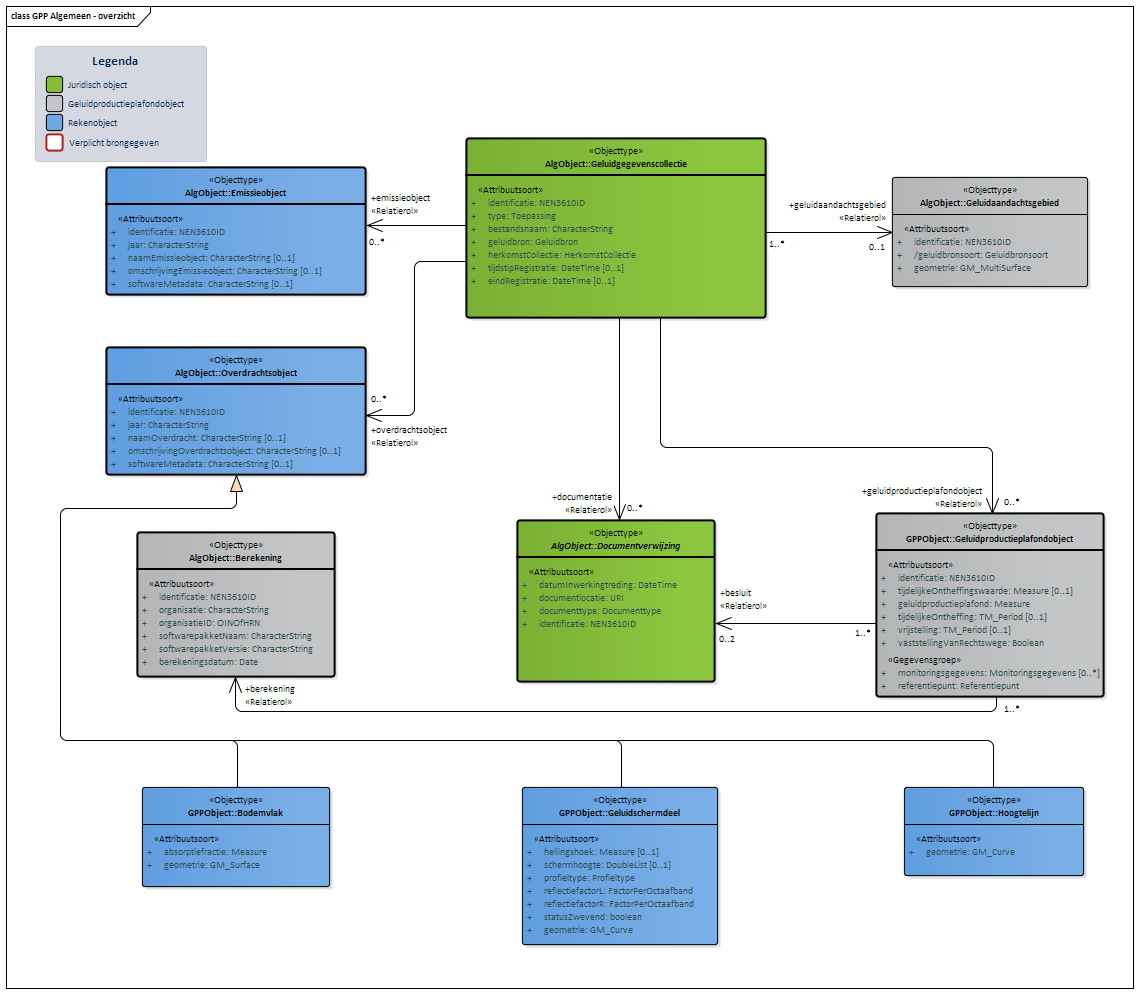 class GPP Algemeen - overzicht
Legenda
Juridisch object
Geluidproductieplafondobject
Rekenobject
Verplicht brongegeven
«Objecttype»
AlgObject::Emissieobject
«Attribuutsoort»
+ identificatie: NEN3610ID
+ jaar: CharacterString
+ naamEmissieobject: CharacterString [0..1]
+ omschrijvingEmissieobject: CharacterString [0..1]
+ softwareMetadata: CharacterString [0..1]
+emissieobject
«Relatierol»
0..*
«Objecttype»
AlgObject::Geluidgegevenscollectie
«Attribuutsoort»
+ identificatie: NEN3610ID
+ type: Toepassing
+ bestandsnaam: CharacterString
+ geluidbron: Geluidbron
+ herkomstCollectie: HerkomstCollectie
+ tijdstipRegistratie: DateTime [0..1]
+ eindRegistratie: DateTime [0..1]
+geluidaandachtsgebied
«Relatierol»
1..*
0..1
«Objecttype»
AlgObject::Geluidaandachtsgebied
«Attribuutsoort»
+ identificatie: NEN3610ID
+ /geluidbronsoort: Geluidbronsoort
+ geometrie: GM_MultiSurface
«Objecttype»
AlgObject::Overdrachtsobject
«Attribuutsoort»
+ identificatie: NEN3610ID
+ jaar: CharacterString
+ naamOverdracht: CharacterString [0..1]
+ omschrijvingOverdrachtsobject: CharacterString [0..1]
+ softwareMetadata: CharacterString [0..1]
0..*
+overdrachtsobject
«Relatierol»
+documentatie
«Relatierol»
0..*
+geluidproductieplafondobject
«Relatierol»
0..*
«Objecttype»
AlgObject::Berekening
«Attribuutsoort»
+ identificatie: NEN3610ID
+ organisatie: CharacterString
+ organisatieID: OINOfHRN
+ softwarepakketNaam: CharacterString
+ softwarepakketVersie: CharacterString
+ berekeningsdatum: Date
+berekening
«Relatierol»
«Objecttype»
AlgObject::Documentverwijzing
«Attribuutsoort»
+ datumInwerkingtreding: DateTime
+ documentlocatie: URI
+ documenttype: Documenttype
+ identificatie: NEN3610ID
+besluit
«Relatierol»
0..2
1..*
«Objecttype»
GPPObject::Geluidproductieplafondobject
«Attribuutsoort»
+ identificatie: NEN3610ID
+ tijdelijkeOntheffingswaarde: Measure [0..1]
+ geluidproductieplafond: Measure
+ tijdelijkeOntheffing: TM_Period [0..1]
+ vrijstelling: TM_Period [0..1]
+ vaststellingVanRechtswege: Boolean
«Gegevensgroep»
+ monitoringsgegevens: Monitoringsgegevens [0..*]
+ referentiepunt: Referentiepunt
1..*
«Objecttype»
GPPObject::Bodemvlak
«Attribuutsoort»
+ absorptiefractie: Measure
+ geometrie: GM_Surface
«Objecttype»
GPPObject::Geluidschermdeel
«Attribuutsoort»
+ hellingshoek: Measure [0..1]
+ schermhoogte: DoubleList [0..1]
+ profieltype: Profieltype
+ reflectiefactorL: FactorPerOctaafband
+ reflectiefactorR: FactorPerOctaafband
+ statusZwevend: boolean
+ geometrie: GM_Curve
«Objecttype»
GPPObject::Hoogtelijn
«Attribuutsoort»
+ geometrie: GM_Curve